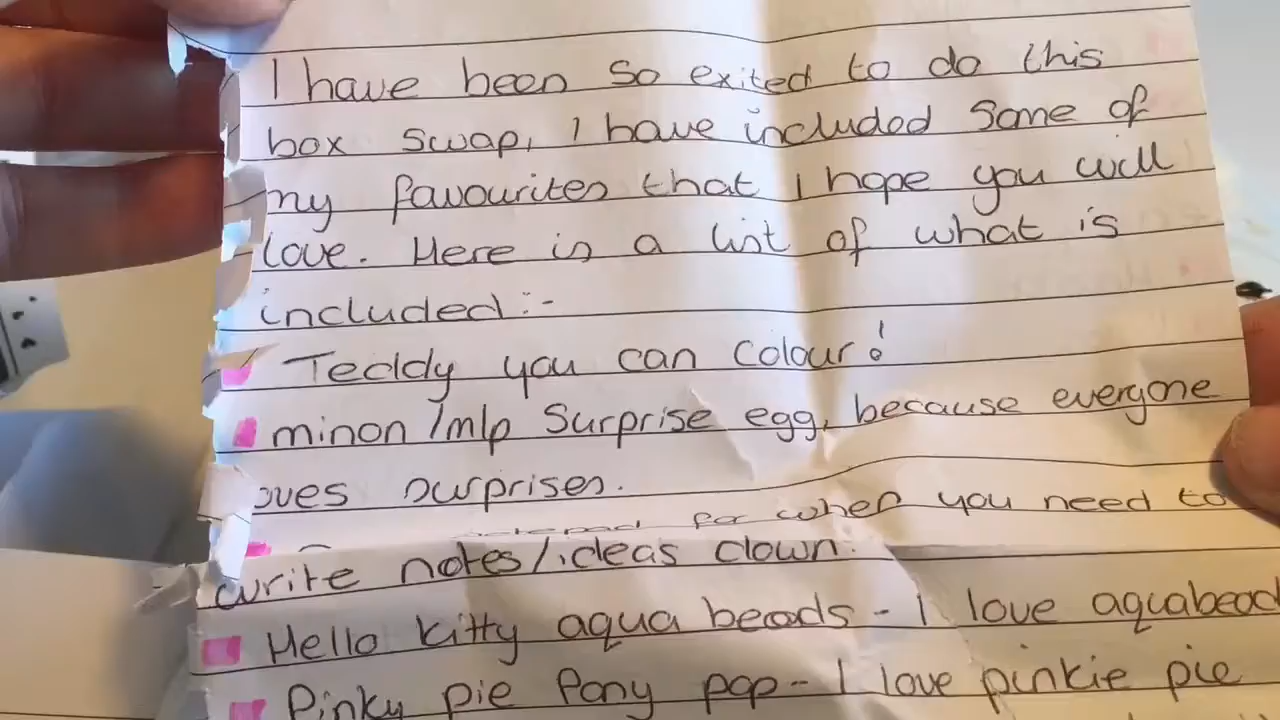 I have been so exited to do this
box swap, I have included some of
my favourites that I hope you will
love. Here is a list of what is
included:-
Teddy you can colour!
minon/mlp Surprise egg, because everyone
oves surprises.
for when you need to
write notes/ideas down.
Hello kitty aqua beads - I love aquabead
Pinky pie Pony pop - I love pinkie pie